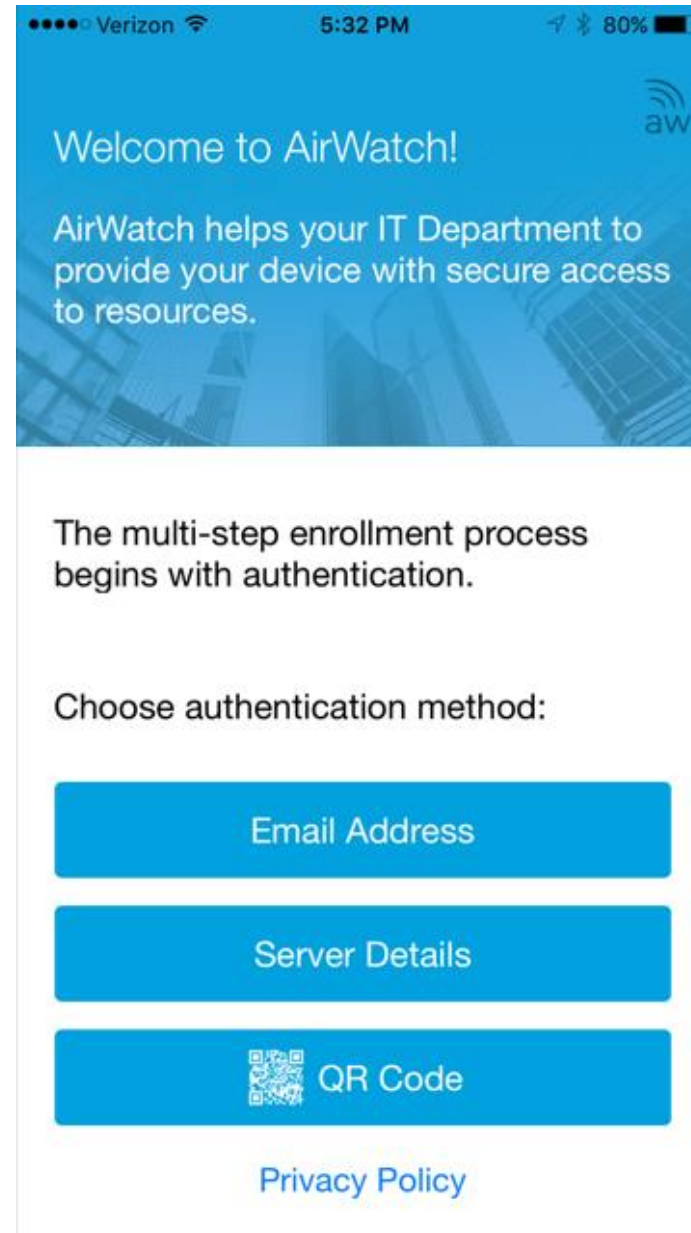 Verizon 5:32 PM 80%
aw
Welcome to AirWatch!
AirWatch helps your IT Department to
provide your device with secure access
to resources.
The multi-step enrollment process
begins with authentication.
Choose authentication method:
Email Address
Server Details
QR Code
Privacy Policy